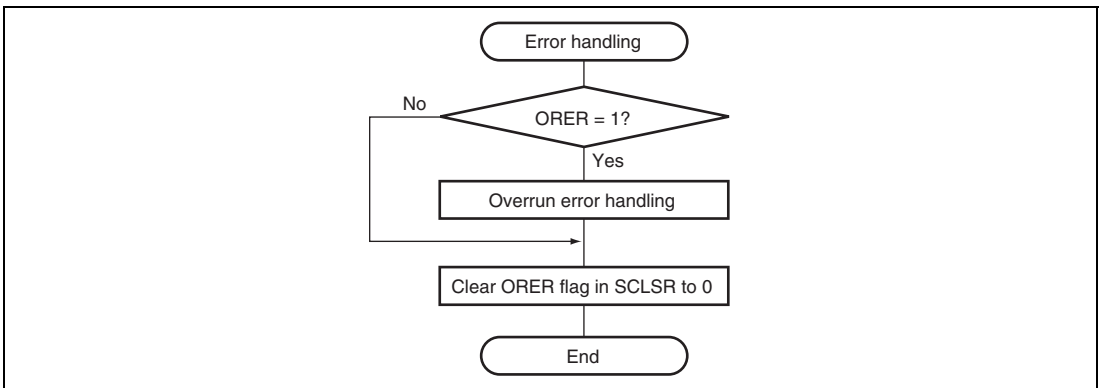 Error handling
No
ORER = 1?
Yes
Overrun error handling
Clear ORER flag in SCLSR to 0
End